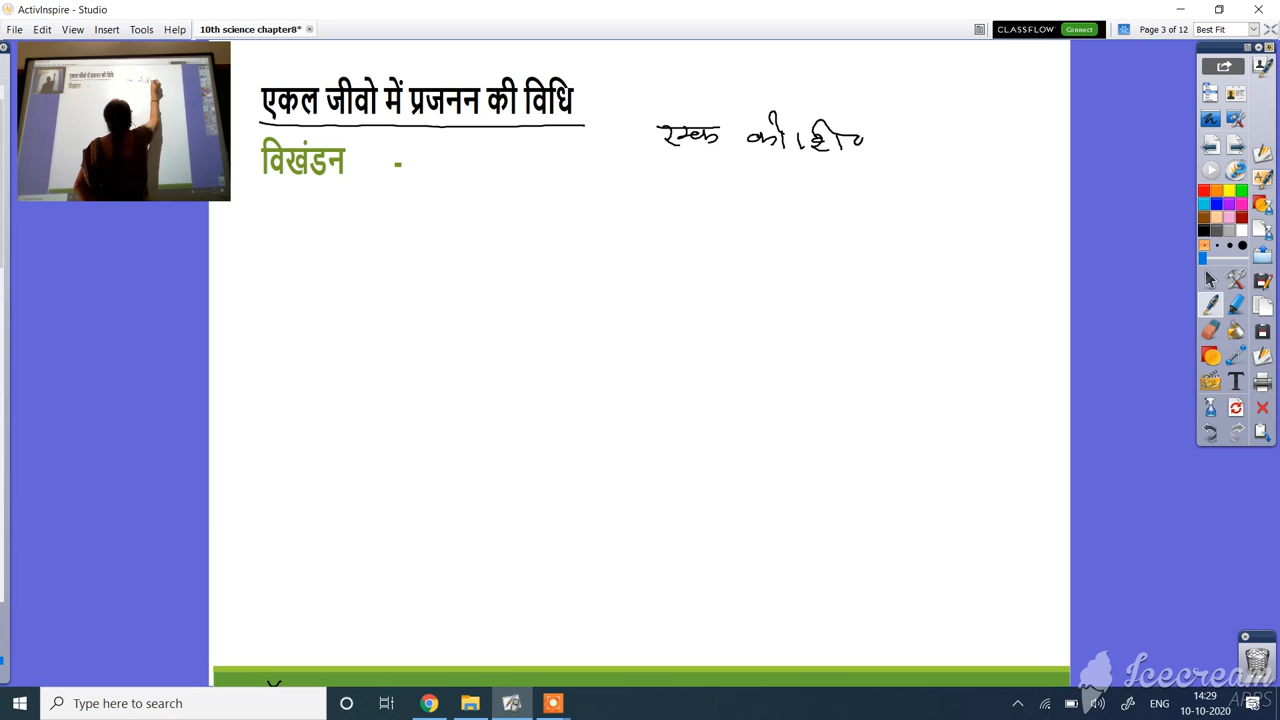 ActivInspire - Studio
File Edit View Insert Tools Help 10th science chapter8* CLASSFLOW Connect Page 3 of 12 Best Fit
एकल जीवो में प्रजनन की विधि
विखंडन -
T
Icecream
APPS
Type here to search
ENG 14:29
10-10-2020